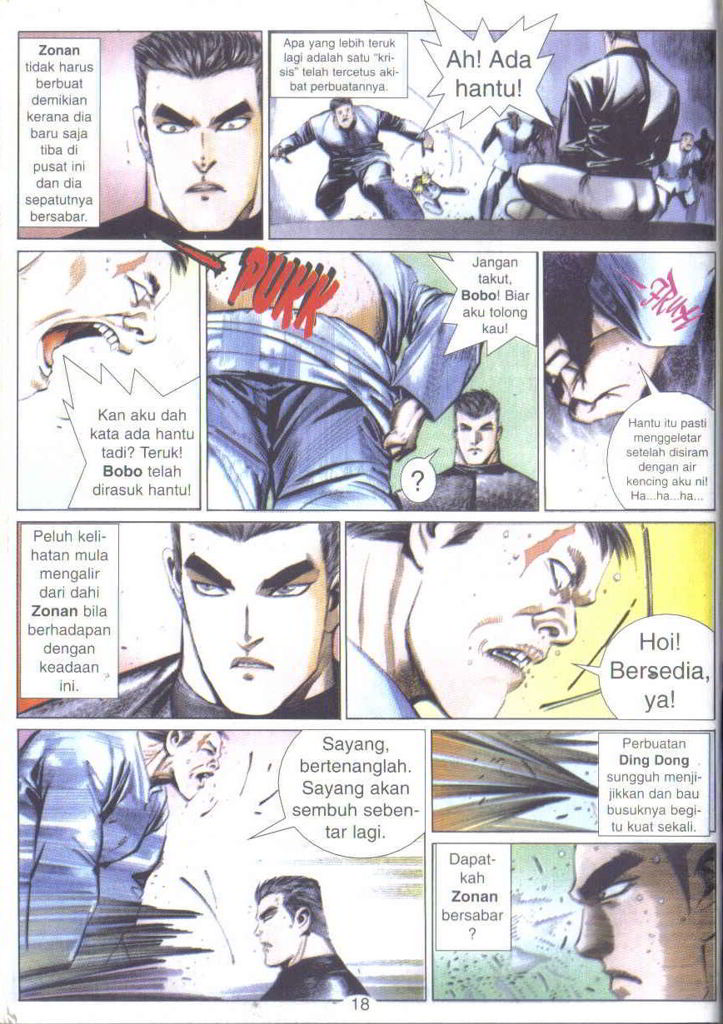 Zonan
tidak harus
berbuat
demikian
kerana dia
baru saja
tiba di
pusat ini
dan dia
sepatutnya
bersabar.
Apa yang lebih teruk
lagi adalah satu "kri-
sis" telah tercetus aki-
bat perbuatannya.
Ah! Ada
hantu!
Kan aku dah
kata ada hantu
tadi? Teruk!
Bobo telah
dirasuk hantu!
PUKK
Jangan
takut,
Bobo! Biar
aku tolong
kau!
?
Hantu itu pasti
menggeletar
setelah disiram
dengan air
kencing aku ni!
Ha...ha...ha...
Peluh keli-
hatan mula
mengalir
dari dahi
Zonan bila
berhadapan
dengan
keadaan
ini.
Hoi!
Bersedia,
ya!
Sayang,
bertenanglah.
Sayang akan
sembuh seben-
tar lagi.
Perbuatan
Ding Dong
sungguh menji-
jikkan dan bau
busuknya begi-
tu kuat sekali.
Dapat-
kah
Zonan
bersabar
?
18